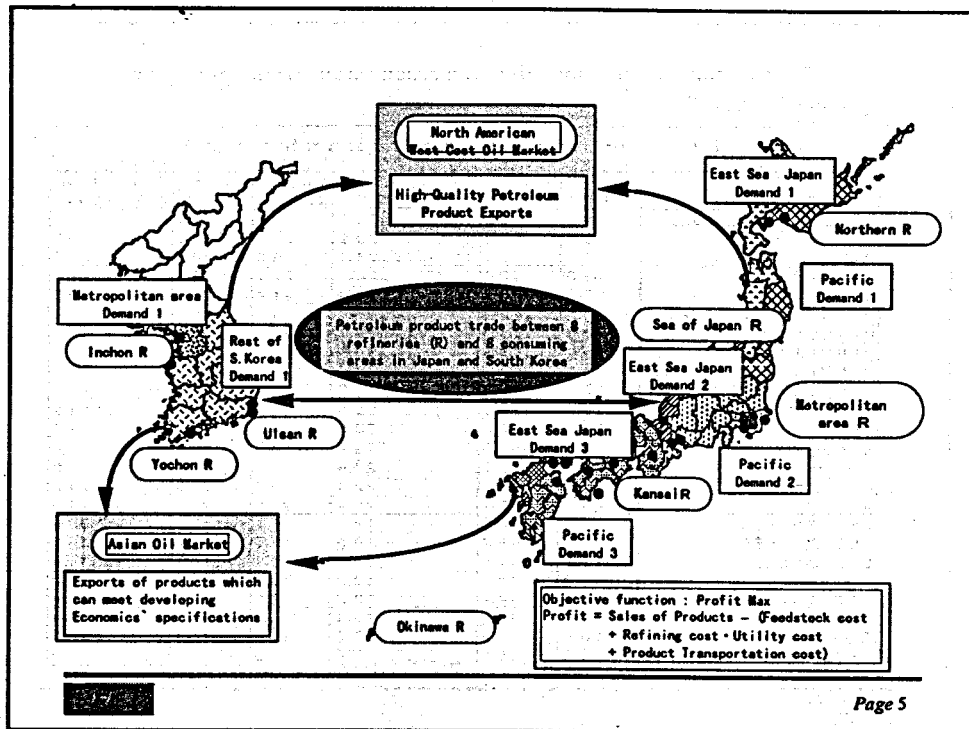 North American
West Cost Oil Market
High-Quality Petroleum
Product Exports
East Sea Japan
Demand 1
Northern R
Pacific
Demand 1
Metropolitan area
Demand 1
Inchon R
Rest of
S. Korea
Demand 1
Petroleum product trade between 8
refineries (R) and 8 consuming
areas in Japan and South Korea
Sea of Japan R
East Sea Japan
Demand 2
Metropolitan
area R
Ulsan R
Yochon R
East Sea Japan
Demand 3
Kansai R
Pacific
Demand 2
Pacific
Demand 3
Asian Oil Market
Exports of products which
can meet developing
Economics' specifications
Okinawa R
Objective function : Profit Max
Profit = Sales of Products - (Feedstock cost
+ Refining cost・Utility cost
+ Product Transportation cost)
Page 5